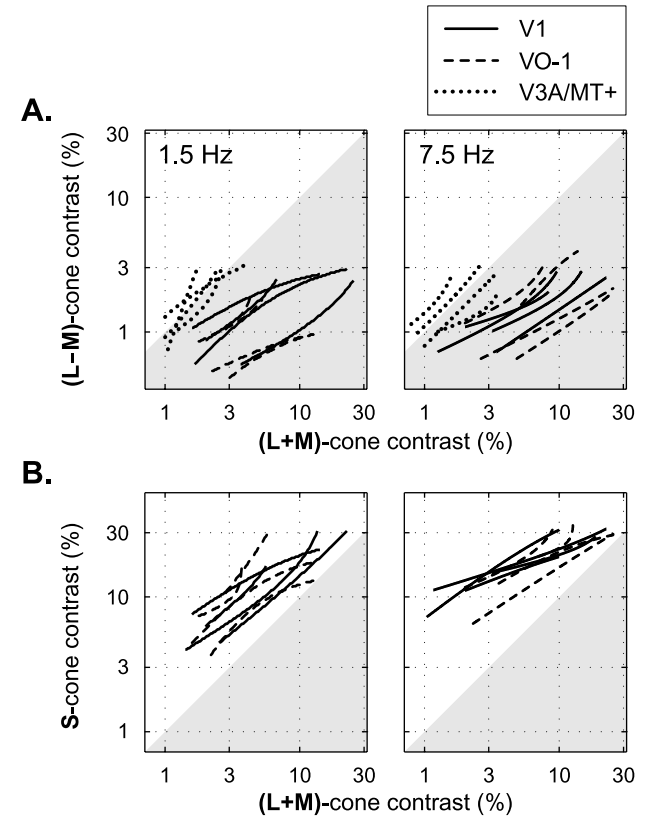 V1
VO-1
V3A/MT+
A.
1.5 Hz
7.5 Hz
(L−M)-cone contrast (%)
30
10
3
1
1 3 10 30
1 3 10 30
(L+M)-cone contrast (%)
B.
S-cone contrast (%)
30
10
3
1
1 3 10 30
1 3 10 30
(L+M)-cone contrast (%)